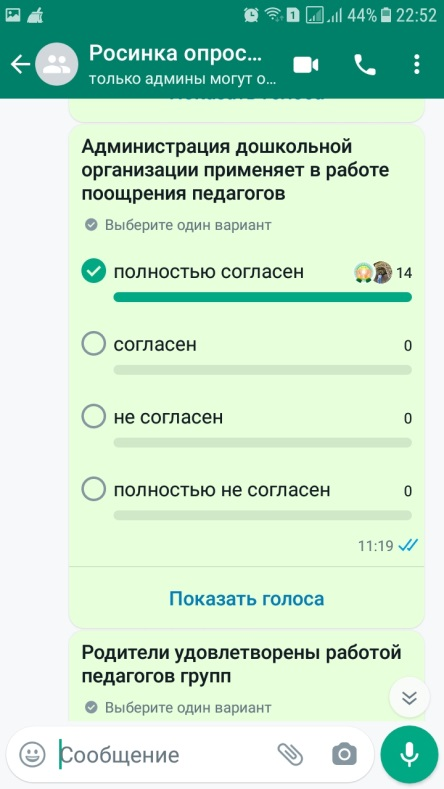 44% 22:52
Росинка опрос...
только админы могут о...
Показать голоса
Администрация дошкольной
организации применяет в работе
поощрения педагогов
Выберите один вариант
полностью согласен 14
согласен 0
не согласен 0
полностью не согласен 0
11:19
Показать голоса
Родители удовлетворены работой
педагогов групп
Выберите один вариант
Сообщение